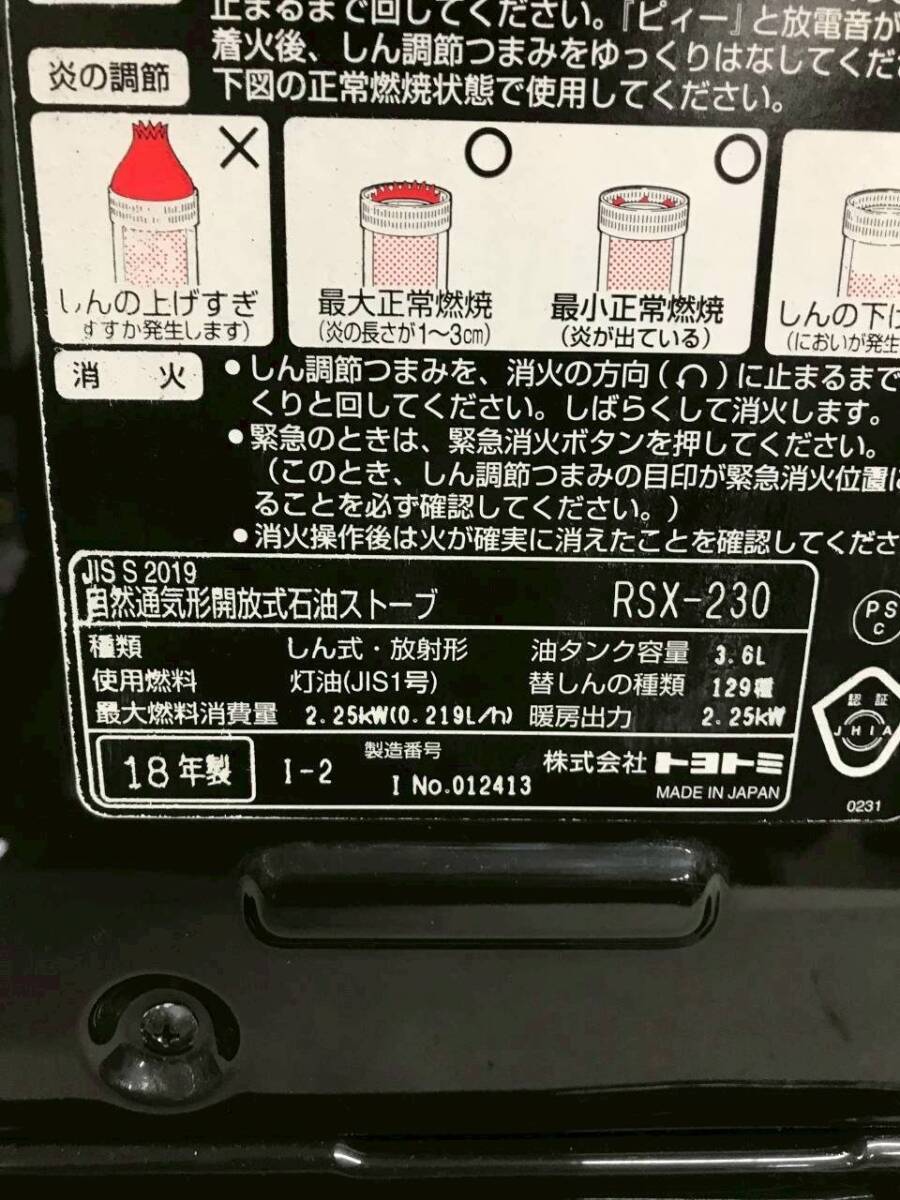 止まるまで回してください。『ピィー』と放電音が
着火後、しん調節つまみをゆっくりはなしてくだ
炎の調節
下図の正常燃焼状態で使用してください。
しんの上げすぎ
(すすが発生します)
最大正常燃焼
(炎の長さが1〜3cm)
最小正常燃焼
(炎が出ている)
しんの下げ
(においが発生
消 火
●しん調節つまみを、消火の方向( )に止まるまで
くりと回してください。しばらくして消火します。
●緊急のときは、緊急消火ボタンを押してください。
(このとき、しん調節つまみの目印が緊急消火位置に
ることを必ず確認してください。)
●消火操作後は火が確実に消えたことを確認してくださ
JIS S 2019
自然通気形開放式石油ストーブ RSX-230
種類 しん式・放射形 油タンク容量 3.6L
使用燃料 灯油(JIS1号) 替しんの種類 129種
最大燃料消費量 2.25kW(0.219L/h) 暖房出力 2.25kW
18年製 I-2 製造番号 I No.012413 株式会社トヨトミ
MADE IN JAPAN
PS
C
認証
JHIA
0231